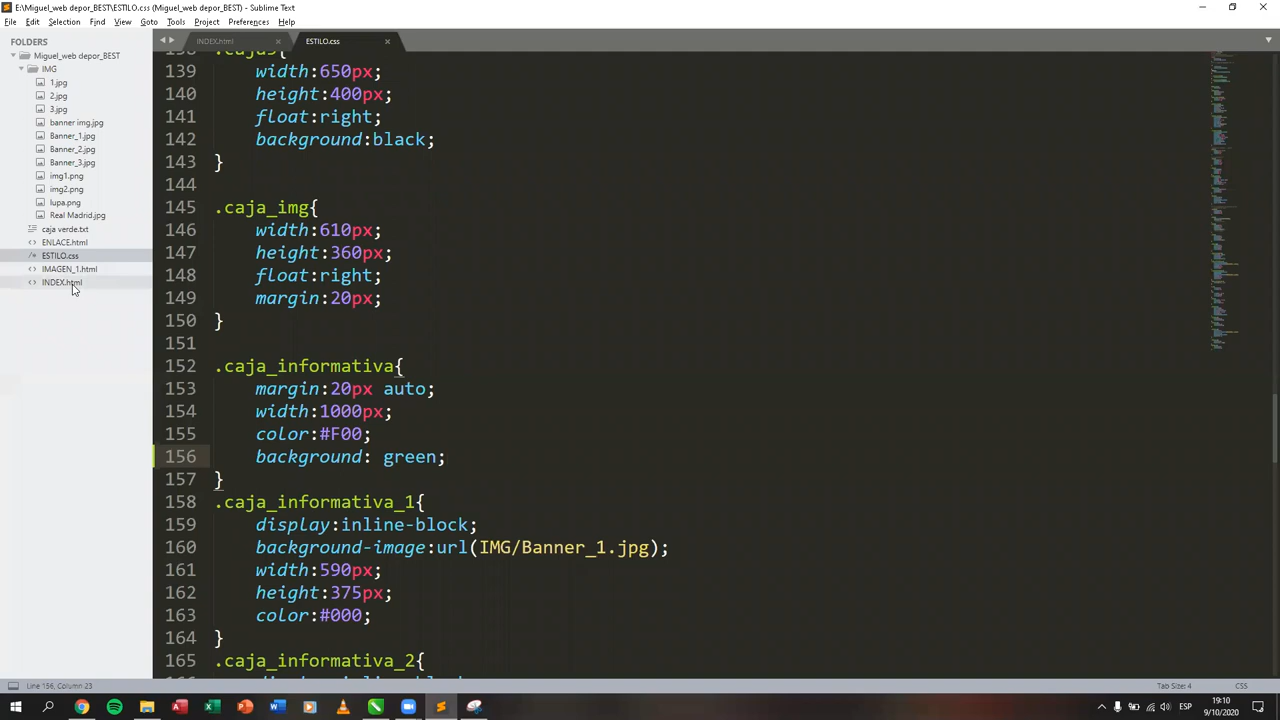 E:\Miguel_web depor_BEST\ESTILO.css (Miguel_web depor_BEST) - Sublime Text
File Edit Selection Find View Goto Tools Project Preferences Help
FOLDERS
Miguel_web depor_BEST
IMG
1.jpg
2.jpg
3.jpg
banner img.jpg
Banner_1.jpg
Banner_2.jpg
Banner_3.jpg
img1.png
img2.png
lupa.png
Real Madrid.jpg
caja verde.txt
ENLACE.html
ESTILO.css
IMAGEN_1.html
INDEX.html
INDEX.html ESTILO.css
139 width:650px;
140 height:400px;
141 float:right;
142 background:black;
143 }
144
145 .caja_img{
146 width:610px;
147 height:360px;
148 float:right;
149 margin:20px;
150 }
151
152 .caja_informativa{
153 margin:20px auto;
154 width:1000px;
155 color:#F00;
156 background: green;
157 }
158 .caja_informativa_1{
159 display:inline-block;
160 background-image:url(IMG/Banner_1.jpg);
161 width:590px;
162 height:375px;
163 color:#000;
164 }
165 .caja_informativa_2{
Line 156, Column 23 Tab Size: 4 CSS
ESP
19:10
9/10/2020